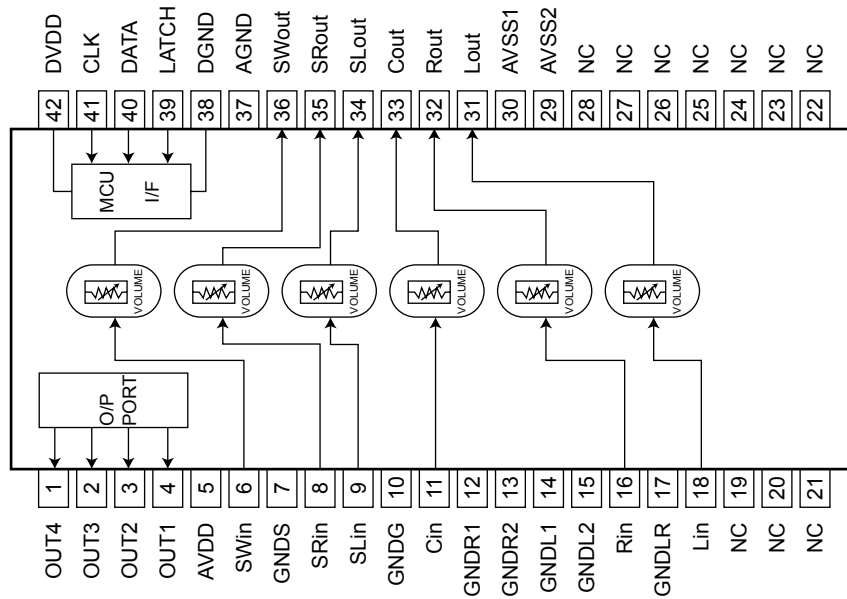 DVDD
CLK
DATA
LATCH
DGND
AGND
SWout
SRout
SLout
Cout
Rout
Lout
AVSS1
AVSS2
NC
NC
NC
NC
NC
NC
NC
42
41
40
39
38
37
36
35
34
33
32
31
30
29
28
27
26
25
24
23
22
MCU
I/F
VOLUME
VOLUME
VOLUME
VOLUME
VOLUME
VOLUME
O/P
PORT
1
2
3
4
5
6
7
8
9
10
11
12
13
14
15
16
17
18
19
20
21
OUT4
OUT3
OUT2
OUT1
AVDD
SWin
GNDS
SRin
SLin
GNDG
Cin
GNDR1
GNDR2
GNDL1
GNDL2
Rin
GNDLR
Lin
NC
NC
NC